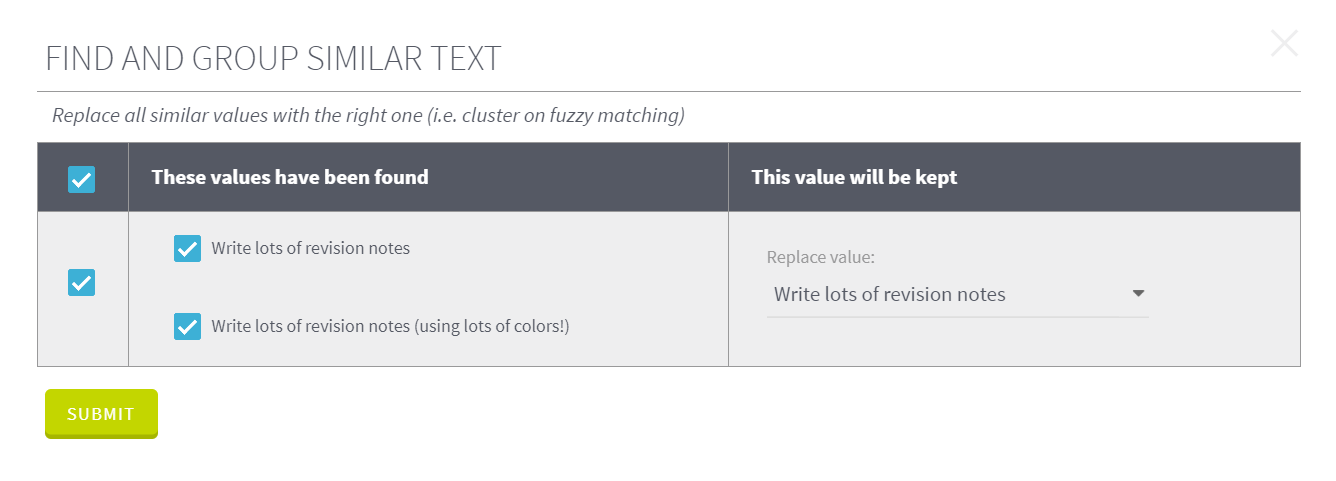 FIND AND GROUP SIMILAR TEXT
Replace all similar values with the right one (i.e. cluster on fuzzy matching)
These values have been found
This value will be kept
Write lots of revision notes
Write lots of revision notes (using lots of colors!)
Replace value:
Write lots of revision notes
SUBMIT